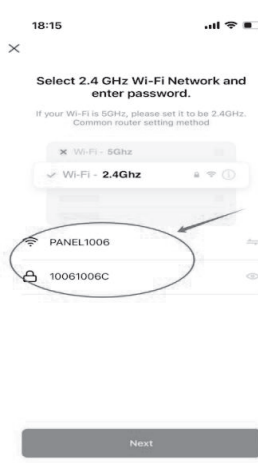 18:15
Select 2.4 GHz Wi-Fi Network and
enter password.
If your Wi-Fi is 5GHz, please set it to be 2.4GHz.
Common router setting method
Wi-Fi - 5Ghz
Wi-Fi - 2.4Ghz
PANEL1006
10061006C
Next